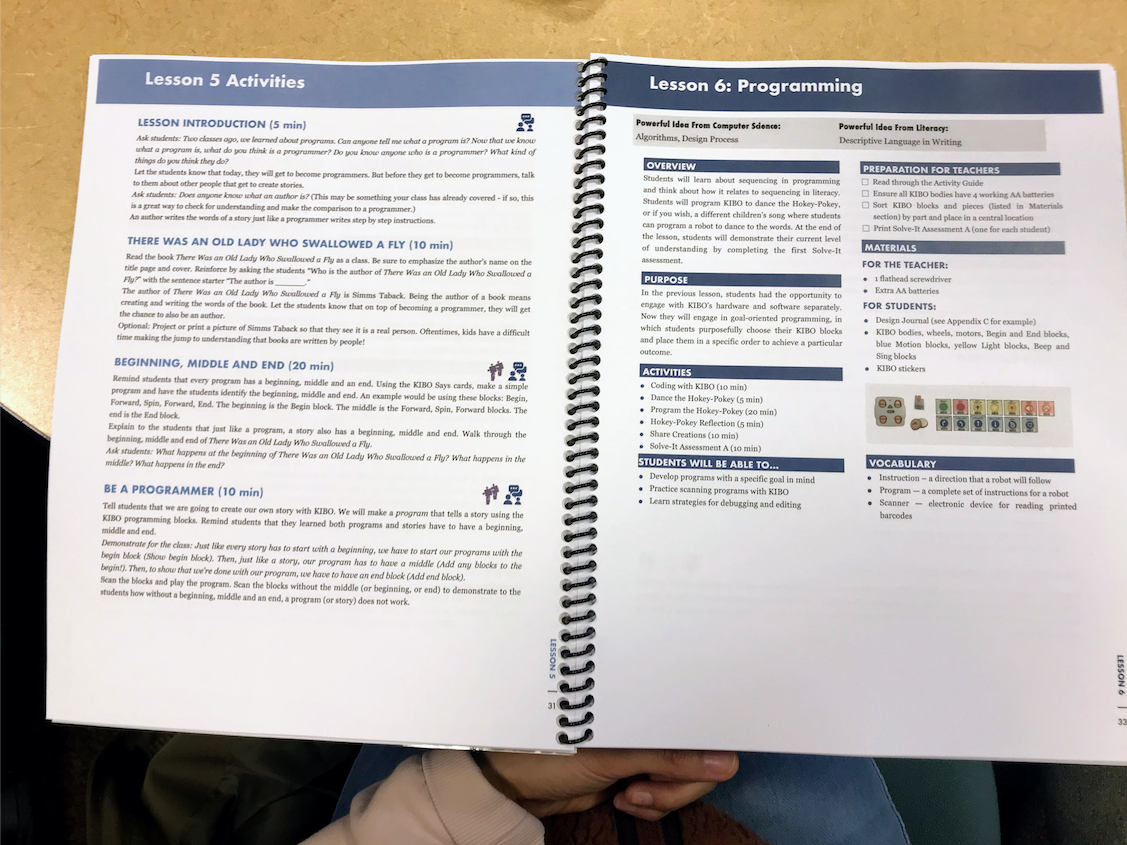 Lesson 5 Activities
LESSON INTRODUCTION (5 min)
Ask students: Two classes ago, we learned about programs. Can anyone tell me what a program is? Now that we know
what a program is, what do you think is a programmer? Do you know anyone who is a programmer? What kind of
things do you think they do?
Let the students know that today, they will get to become programmers. But before they get to become programmers, talk
to them about other people that get to create stories.
Ask students: Does anyone know what an author is? (This may be something your class has already covered - if so, this
is a great way to check for understanding and make the comparison to a programmer.)
An author writes the words of a story just like a programmer writes step by step instructions.
THERE WAS AN OLD LADY WHO SWALLOWED A FLY (10 min)
Read the book There Was an Old Lady Who Swallowed a Fly as a class. Be sure to emphasize the author's name on the
title page and cover. Reinforce by asking the students "Who is the author of There Was an Old Lady Who Swallowed a
Fly?" with the sentence starter "The author is _______."
The author of There Was an Old Lady Who Swallowed a Fly is Simms Taback. Being the author of a book means
creating and writing the words of the book. Let the students know that on top of becoming a programmer, they will get
the chance to also be an author.
Optional: Project or print a picture of Simms Taback so that they see it is a real person. Oftentimes, kids have a difficult
time making the jump to understanding that books are written by people!
BEGINNING, MIDDLE AND END (20 min)
Remind students that every program has a beginning, middle and an end. Using the KIBO Says cards, make a simple
program and have the students identify the beginning, middle and end. An example would be using these blocks: Begin,
Forward, Spin, Forward, End. The beginning is the Begin block. The middle is the Forward, Spin, Forward blocks. The
end is the End block.
Explain to the students that just like a program, a story also has a beginning, middle and end. Walk through the
beginning, middle and end of There Was an Old Lady Who Swallowed a Fly.
Ask students: What happens at the beginning of There Was an Old Lady Who Swallowed a Fly? What happens in the
middle? What happens in the end?
BE A PROGRAMMER (10 min)
Tell students that we are going to create our own story with KIBO. We will make a program that tells a story using the
KIBO programming blocks. Remind students that they learned both programs and stories have to have a beginning,
middle and end.
Demonstrate for the class: Just like every story has to start with a beginning, we have to start our programs with the
begin block (Show begin block). Then, just like a story, our program has to have a middle (Add any blocks to the
begin!). Then, to show that we're done with our program, we have to have an end block (Add end block).
Scan the blocks and play the program. Scan the blocks without the middle (or beginning, or end) to demonstrate to the
students how without a beginning, middle and an end, a program (or story) does not work.
LESSON 5
31
Lesson 6: Programming
Powerful Idea From Computer Science:
Algorithms, Design Process
Powerful Idea From Literacy:
Descriptive Language in Writing
OVERVIEW
Students will learn about sequencing in programming
and think about how it relates to sequencing in literacy.
Students will program KIBO to dance the Hokey-Pokey,
or if you wish, a different children's song where students
can program a robot to dance to the words. At the end of
the lesson, students will demonstrate their current level
of understanding by completing the first Solve-It
assessment.
PURPOSE
In the previous lesson, students had the opportunity to
engage with KIBO's hardware and software separately.
Now they will engage in goal-oriented programming, in
which students purposefully choose their KIBO blocks
and place them in a specific order to achieve a particular
outcome.
ACTIVITIES
• Coding with KIBO (10 min)
• Dance the Hokey-Pokey (5 min)
• Program the Hokey-Pokey (20 min)
• Hokey-Pokey Reflection (5 min)
• Share Creations (10 min)
• Solve-It Assessment A (10 min)
STUDENTS WILL BE ABLE TO...
• Develop programs with a specific goal in mind
• Practice scanning programs with KIBO
• Learn strategies for debugging and editing
PREPARATION FOR TEACHERS
☐ Read through the Activity Guide
☐ Ensure all KIBO bodies have 4 working AA batteries
☐ Sort KIBO blocks and pieces (listed in Materials
section) by part and place in a central location
☐ Print Solve-It Assessment A (one for each student)
MATERIALS
FOR THE TEACHER:
• 1 flathead screwdriver
• Extra AA batteries
FOR STUDENTS:
• Design Journal (see Appendix C for example)
• KIBO bodies, wheels, motors, Begin and End blocks,
blue Motion blocks, yellow Light blocks, Beep and
Sing blocks
• KIBO stickers
VOCABULARY
• Instruction – a direction that a robot will follow
• Program – a complete set of instructions for a robot
• Scanner — electronic device for reading printed
barcodes
LESSON 6
33